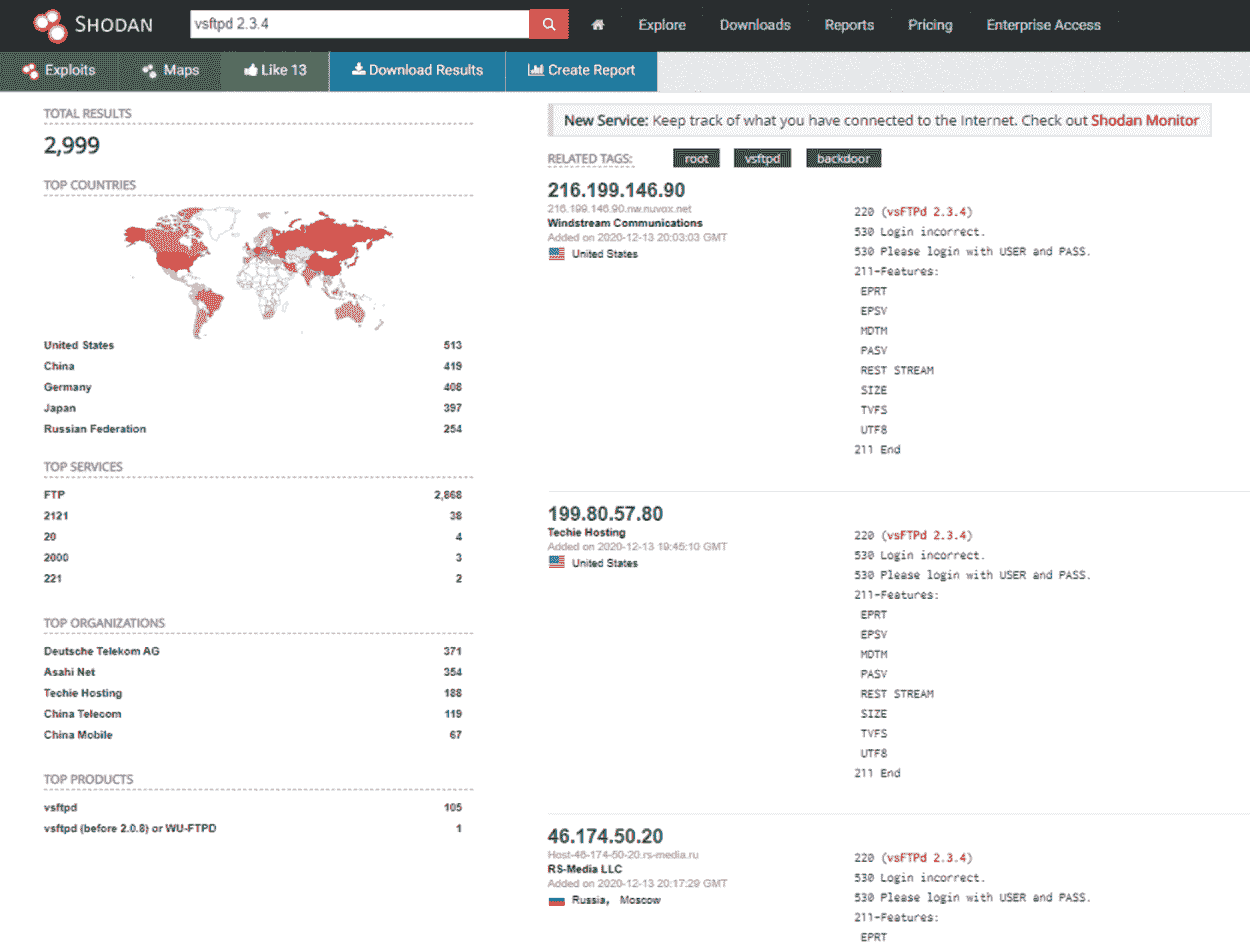 SHODAN
vsftpd 2.3.4
Explore
Downloads
Reports
Pricing
Enterprise Access
Exploits
Maps
Like 13
Download Results
Create Report
TOTAL RESULTS
2,999
TOP COUNTRIES
United States 513
China 419
Germany 408
Japan 397
Russian Federation 254
TOP SERVICES
FTP 2,868
2121 38
20 4
2000 3
221 2
TOP ORGANIZATIONS
Deutsche Telekom AG 371
Asahi Net 354
Techie Hosting 188
China Telecom 119
China Mobile 67
TOP PRODUCTS
vsftpd 105
vsftpd (before 2.0.8) or WU-FTPD 1
New Service: Keep track of what you have connected to the Internet. Check out Shodan Monitor
RELATED TAGS: root vsftpd backdoor
216.199.146.90
216.199.146.90.nw.nuvox.net
Windstream Communications
Added on 2020-12-13 20:03:03 GMT
United States
220 (vsFTPd 2.3.4)
530 Login incorrect.
530 Please login with USER and PASS.
211-Features:
EPRT
EPSV
MDTM
PASV
REST STREAM
SIZE
TVFS
UTF8
211 End
199.80.57.80
Techie Hosting
Added on 2020-12-13 19:45:10 GMT
United States
220 (vsFTPd 2.3.4)
530 Login incorrect.
530 Please login with USER and PASS.
211-Features:
EPRT
EPSV
MDTM
PASV
REST STREAM
SIZE
TVFS
UTF8
211 End
46.174.50.20
Host-46-174-50-20.rs-media.ru
RS-Media LLC
Added on 2020-12-13 20:17:29 GMT
Russia, Moscow
220 (vsFTPd 2.3.4)
530 Login incorrect.
530 Please login with USER and PASS.
211-Features:
EPRT